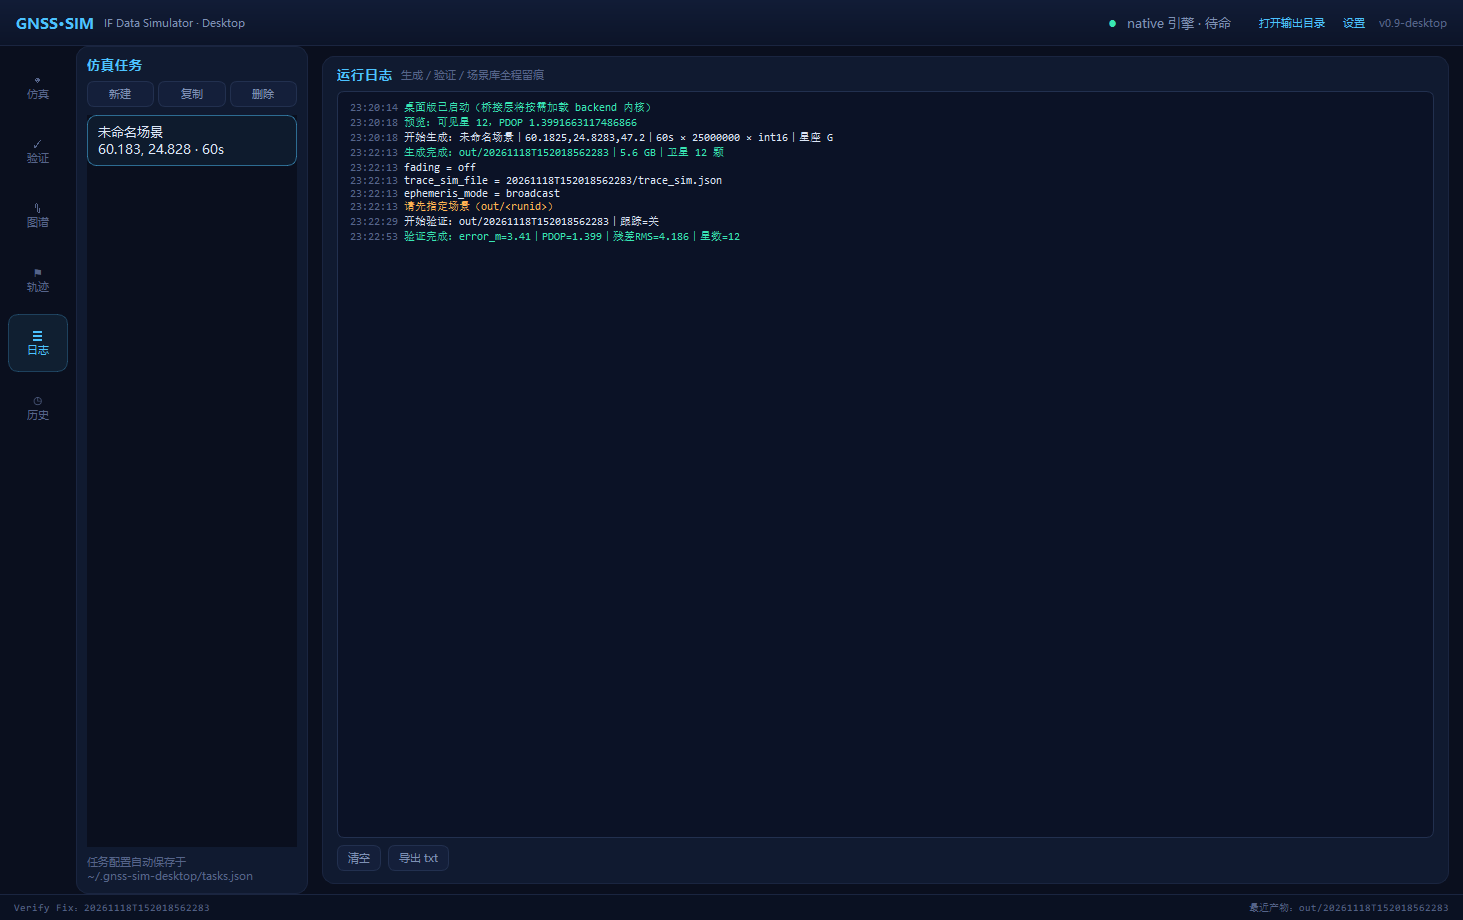 GNSS•SIM IF Data Simulator · Desktop
native 引擎 · 待命 打开输出目录 设置 v0.9-desktop
仿真
验证
图谱
轨迹
日志
历史
仿真任务
新建 复制 删除
未命名场景
60.183, 24.828 · 60s
任务配置自动保存于
~/.gnss-sim-desktop/tasks.json
运行日志 生成 / 验证 / 场景库全程留痕
23:20:14 桌面版已启动（桥接层将按需加载 backend 内核）
23:20:18 预览：可见星 12，PDOP 1.3991663117486866
23:20:18 开始生成：未命名场景｜60.1825,24.8283,47.2｜60s × 25000000 × int16｜星座 G
23:22:13 生成完成：out/20261118T152018562283｜5.6 GB｜卫星 12 颗
23:22:13 fading = off
23:22:13 trace_sim_file = 20261118T152018562283/trace_sim.json
23:22:13 ephemeris_mode = broadcast
23:22:13 请先指定场景（out/<runid>）
23:22:29 开始验证：out/20261118T152018562283｜跟踪=关
23:22:53 验证完成：error_m=3.41｜PDOP=1.399｜残差RMS=4.186｜星数=12
清空 导出 txt
Verify Fix: 20261118T152018562283
最近产物：out/20261118T152018562283